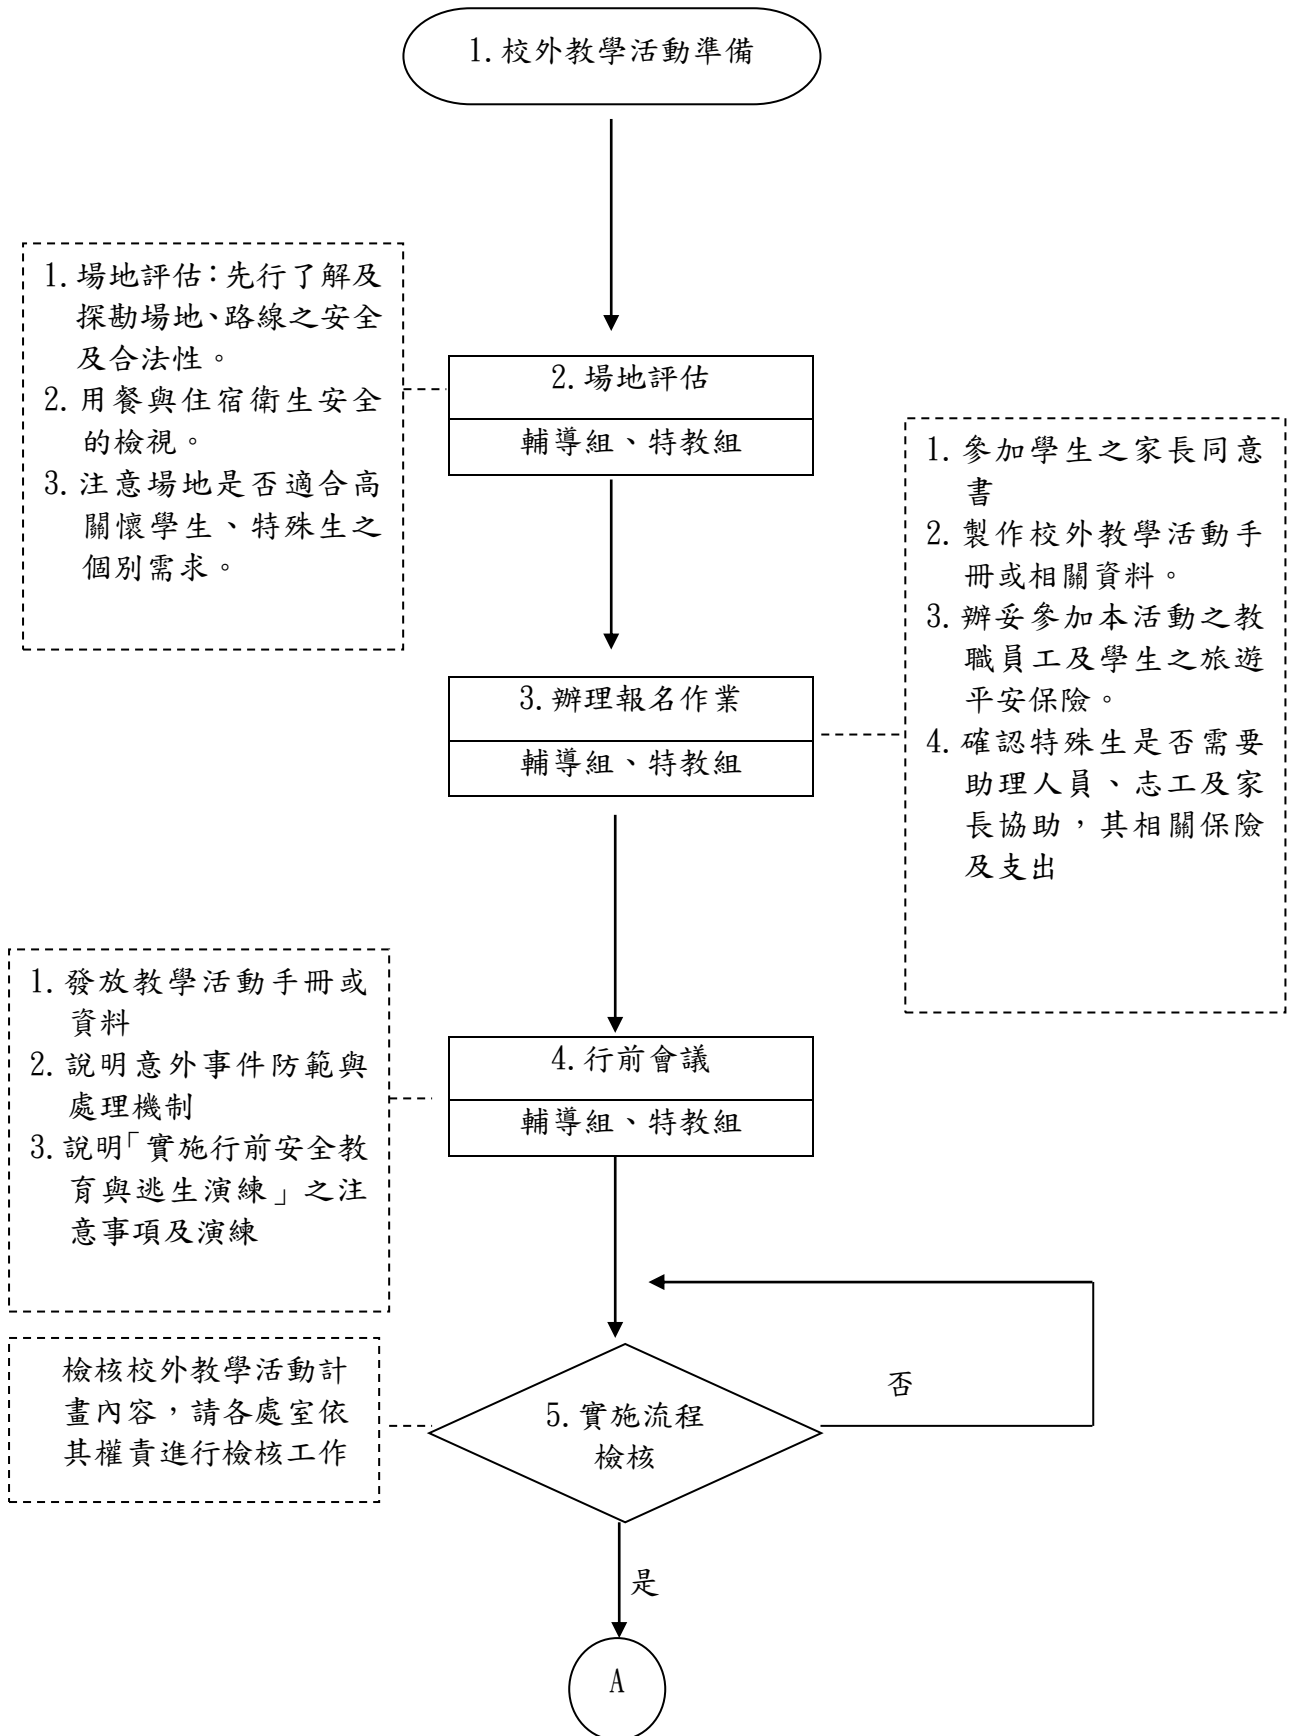 1.校外教學活動準備
1.場地評估：先行了解及
探勘場地、路線之安全
及合法性。
2.用餐與住宿衛生安全
的檢視。
3.注意場地是否適合高
關懷學生、特殊生之
個別需求。
2.場地評估
輔導組、特教組
1.參加學生之家長同意
書
2.製作校外教學活動手
冊或相關資料。
3.辦妥參加本活動之教
職員工及學生之旅遊
平安保險。
4.確認特殊生是否需要
助理人員、志工及家
長協助，其相關保險
及支出
3.辦理報名作業
輔導組、特教組
1.發放教學活動手冊或
資料
2.說明意外事件防範與
處理機制
3.說明「實施行前安全教
育與逃生演練」之注
意事項及演練
4.行前會議
輔導組、特教組
檢核校外教學活動計
畫內容，請各處室依
其權責進行檢核工作
5.實施流程
檢核
否
是
A